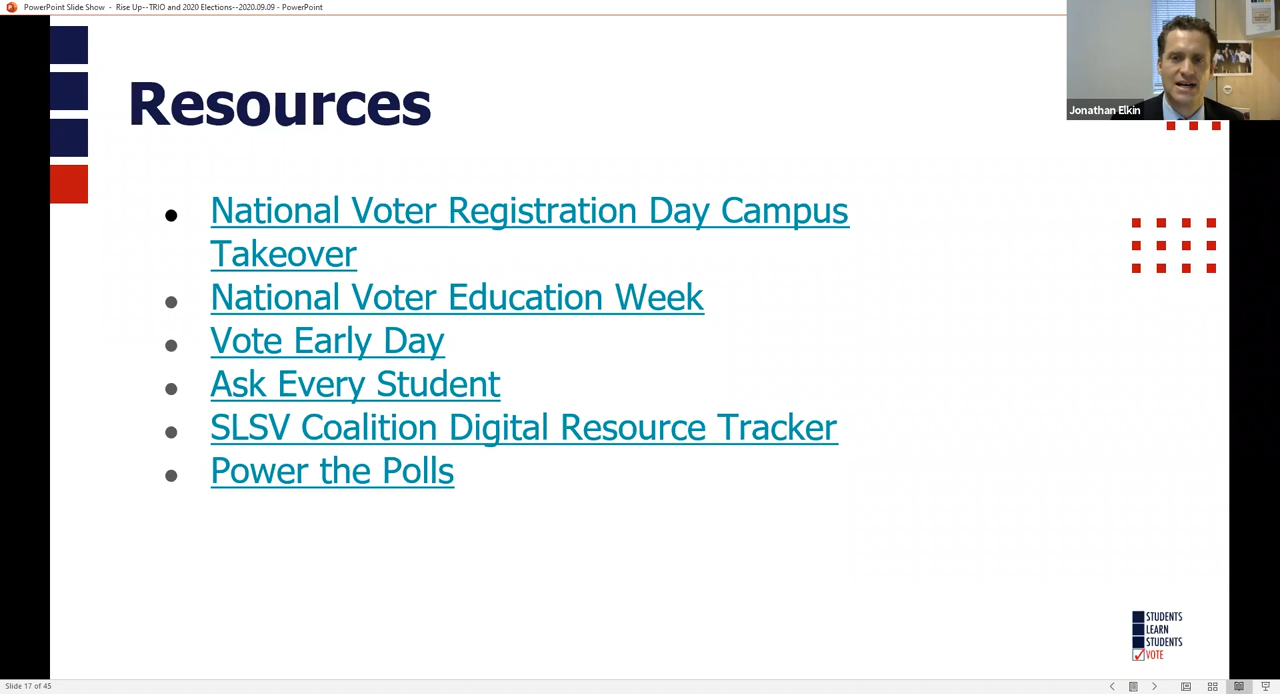 PowerPoint Slide Show - Rise Up--TRIO and 2020 Elections--2020.09.09 - PowerPoint
Jonathan Elkin
Resources
• National Voter Registration Day Campus
Takeover
• National Voter Education Week
• Vote Early Day
• Ask Every Student
• SLSV Coalition Digital Resource Tracker
• Power the Polls
STUDENTS
LEARN
STUDENTS
VOTE
Slide 17 of 45